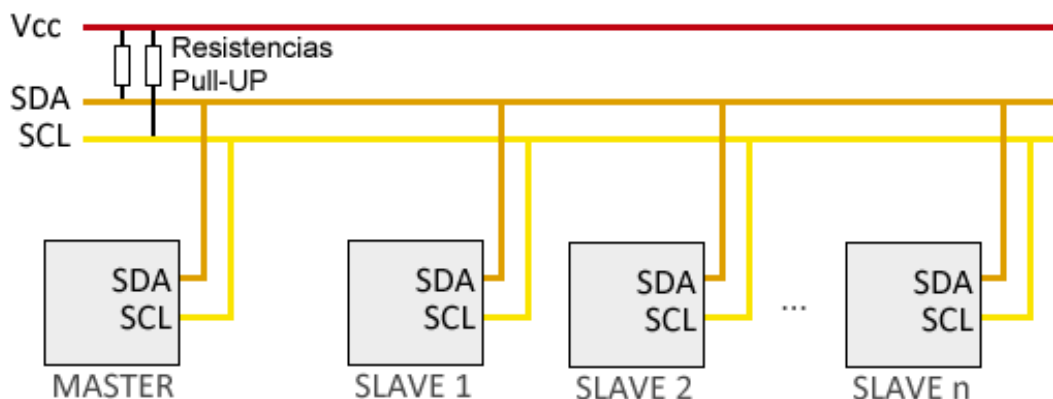 Vcc
Resistencias
Pull-UP
SDA
SCL
SDA
SCL
MASTER
SDA
SCL
SLAVE 1
SDA
SCL
SLAVE 2
...
SDA
SCL
SLAVE n